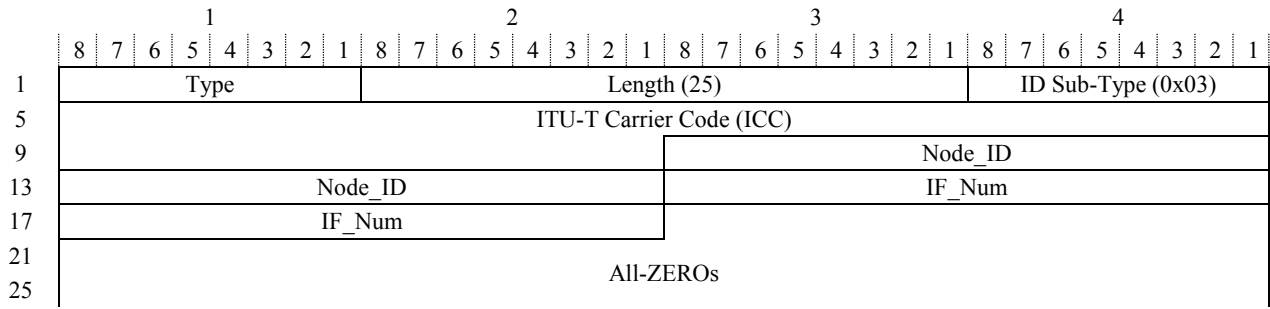 1 2 3 4
8 7 6 5 4 3 2 1 8 7 6 5 4 3 2 1 8 7 6 5 4 3 2 1 8 7 6 5 4 3 2 1
1 Type Length (25) ID Sub-Type (0x03)
5 ITU-T Carrier Code (ICC)
9 Node_ID
13 Node_ID IF_Num
17 IF_Num
21
All-ZEROs
25